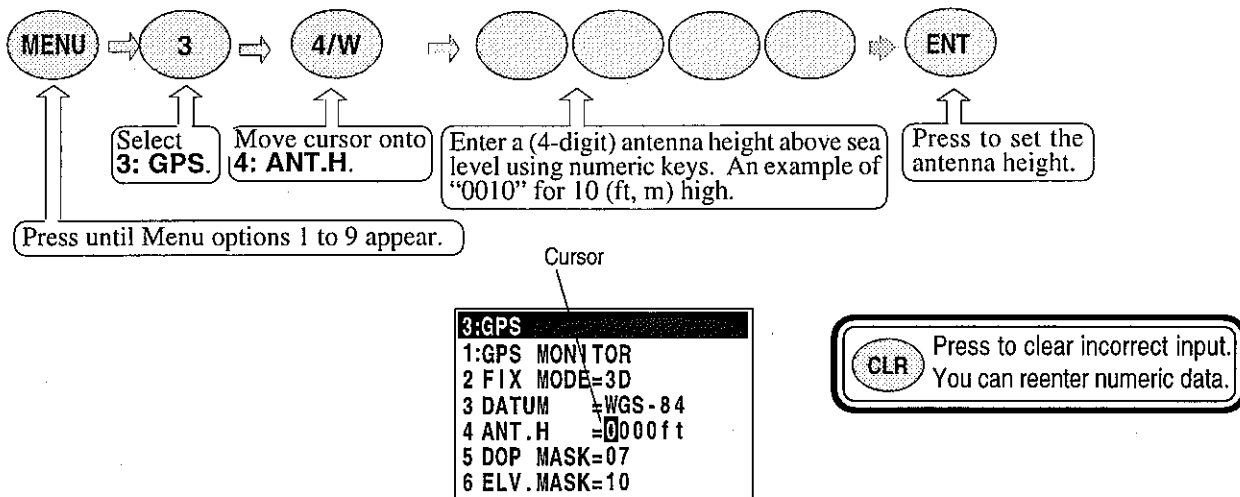 MENU 3 4/W ENT
Select
3: GPS.
Move cursor onto
4: ANT.H.
Enter a (4-digit) antenna height above sea
level using numeric keys. An example of
“0010” for 10 (ft, m) high.
Press to set the
antenna height.
Press until Menu options 1 to 9 appear.
Cursor
3:GPS
1:GPS MONITOR
2 FIX MODE=3D
3 DATUM =WGS-84
4 ANT.H =0000ft
5 DOP MASK=07
6 ELV.MASK=10
CLR
Press to clear incorrect input.
You can reenter numeric data.